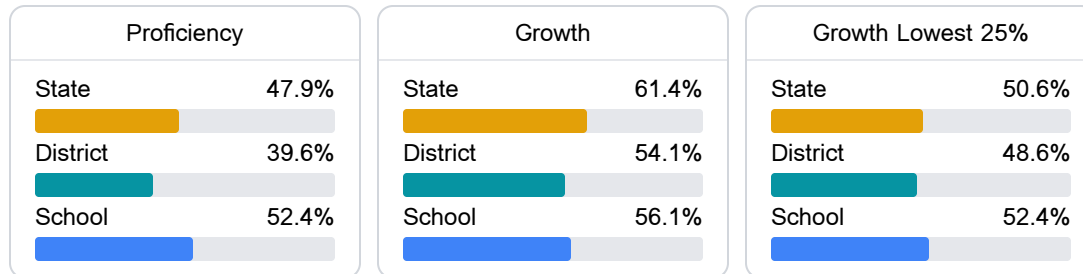 Proficiency
State 47.9%
District 39.6%
School 52.4%
Growth
State 61.4%
District 54.1%
School 56.1%
Growth Lowest 25%
State 50.6%
District 48.6%
School 52.4%